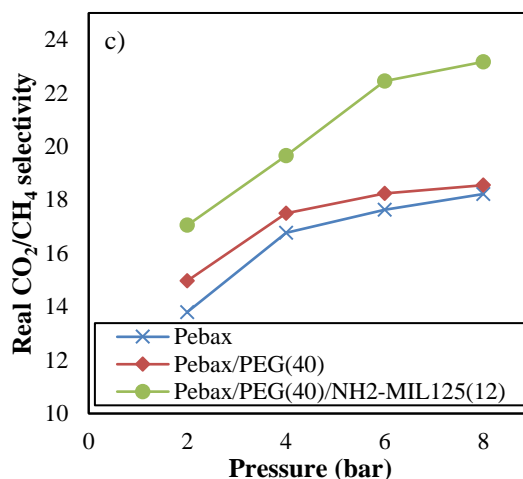 c)
Real CO₂/CH₄ selectivity
24
22
20
18
16
14
12
10
Pebax
Pebax/PEG(40)
Pebax/PEG(40)/NH2-MIL125(12)
0 2 4 6 8
Pressure (bar)